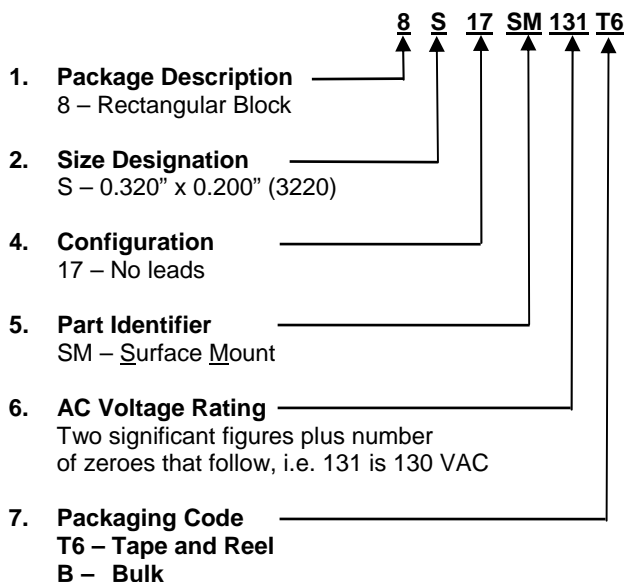 8 S 17 SM 131 T6
1. Package Description
8 – Rectangular Block
2. Size Designation
S – 0.320” x 0.200” (3220)
4. Configuration
17 – No leads
5. Part Identifier
SM – Surface Mount
6. AC Voltage Rating
Two significant figures plus number
of zeroes that follow, i.e. 131 is 130 VAC
7. Packaging Code
T6 – Tape and Reel
B – Bulk